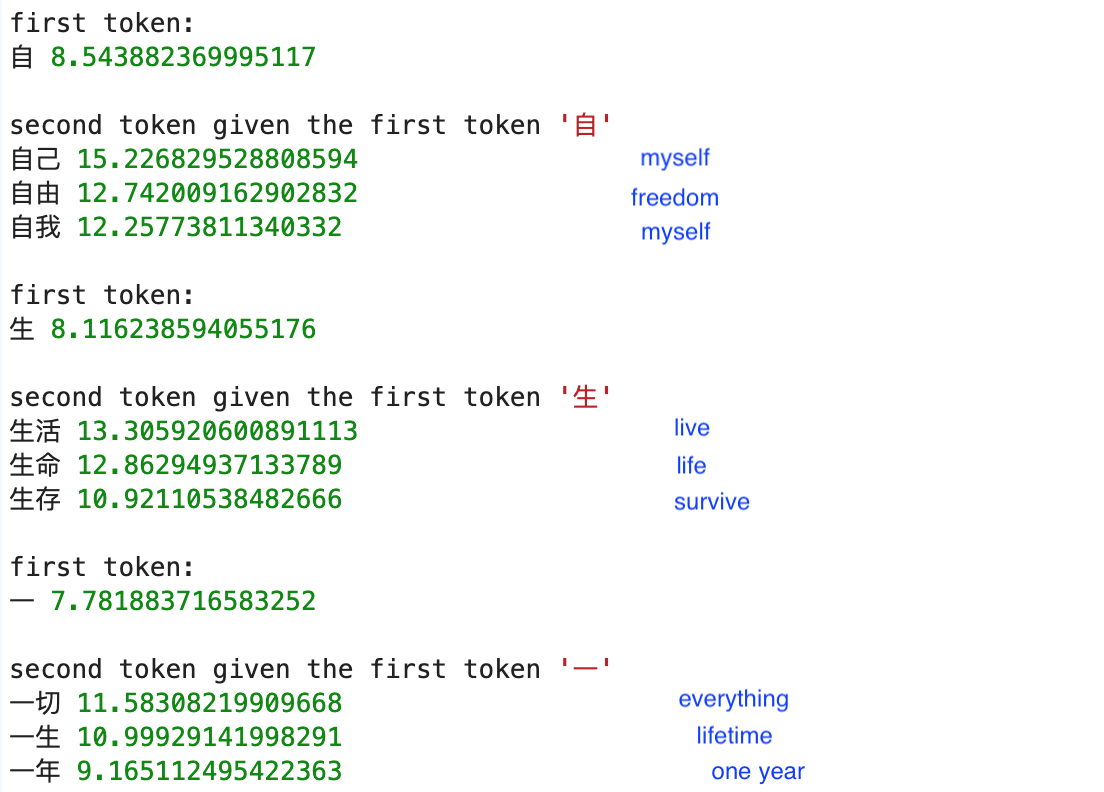 first token:
自 8.543882369995117
second token given the first token '自'
自己 15.226829528808594 myself
自由 12.742009162902832 freedom
自我 12.25773811340332 myself
first token:
生 8.116238594055176
second token given the first token '生'
生活 13.305920600891113 live
生命 12.86294937133789 life
生存 10.92110538482666 survive
first token:
一 7.781883716583252
second token given the first token '一'
一切 11.58308219909668 everything
一生 10.99929141998291 lifetime
一年 9.165112495422363 one year